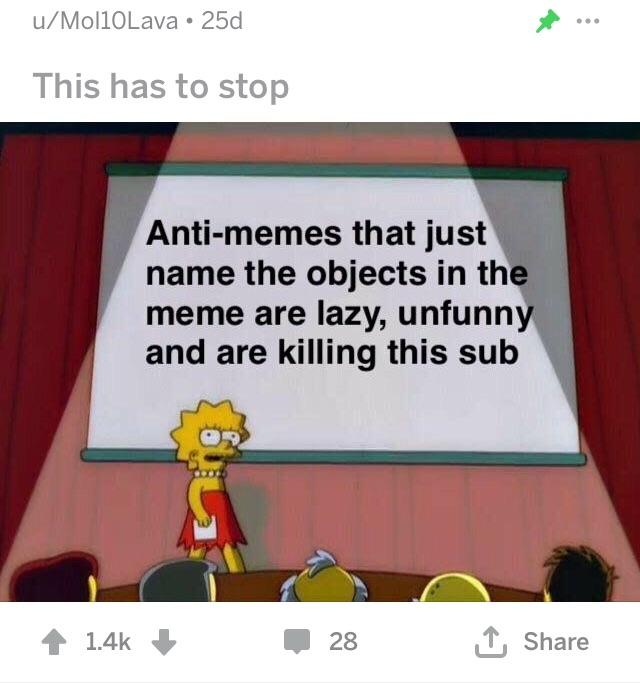 u/Mol10Lava • 25d
This has to stop
Anti-memes that just
name the objects in the
meme are lazy, unfunny
and are killing this sub
1.4k 28 Share